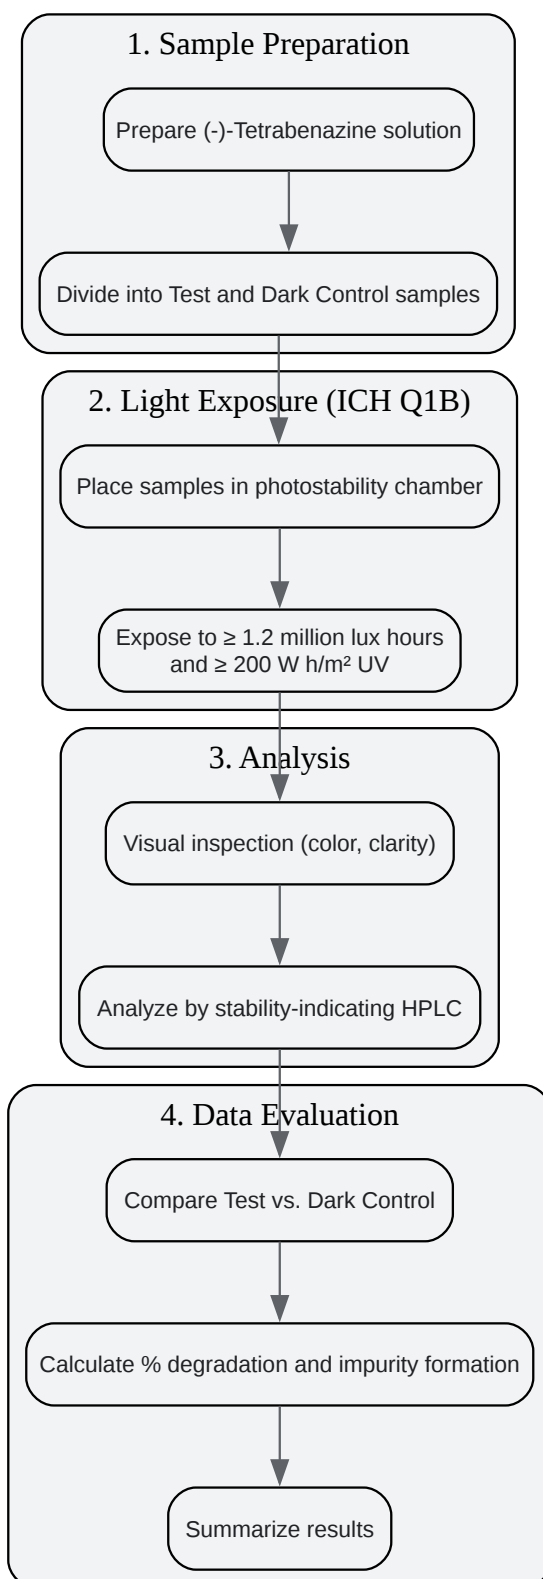 1. Sample Preparation
Prepare (-)-Tetrabenazine solution
Divide into Test and Dark Control samples
2. Light Exposure (ICH Q1B)
Place samples in photostability chamber
Expose to ≥ 1.2 million lux hours
and ≥ 200 W h/m² UV
3. Analysis
Visual inspection (color, clarity)
Analyze by stability-indicating HPLC
4. Data Evaluation
Compare Test vs. Dark Control
Calculate % degradation and impurity formation
Summarize results